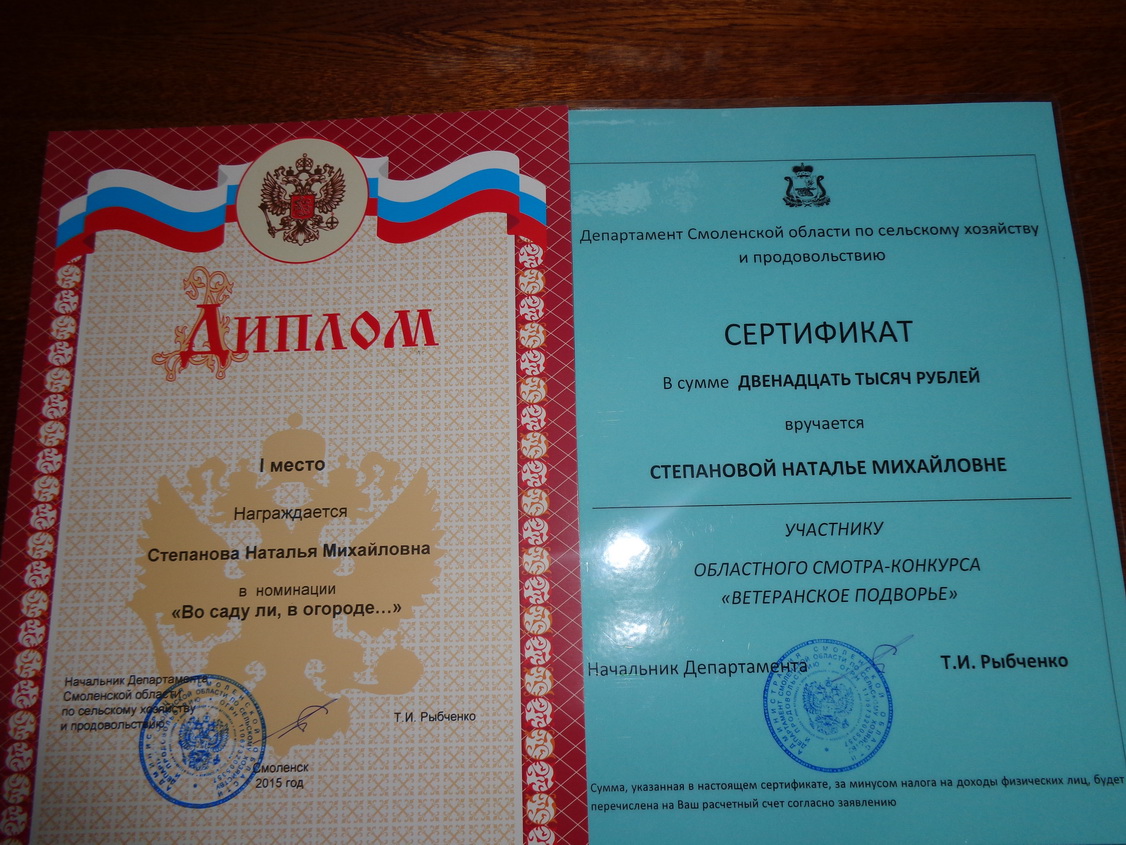 Диплом
I место
Награждается
Степанова Наталья Михайловна
в номинации
«Во саду ли, в огороде...»
Начальник Департамента
Смоленской области
по сельскому хозяйству
и продовольствию
Т.И. Рыбченко
Смоленск
2015 год
Департамент Смоленской области по сельскому хозяйству
и продовольствию
СЕРТИФИКАТ
В сумме ДВЕНАДЦАТЬ ТЫСЯЧ РУБЛЕЙ
вручается
СТЕПАНОВОЙ НАТАЛЬЕ МИХАЙЛОВНЕ
УЧАСТНИКУ
ОБЛАСТНОГО СМОТРА-КОНКУРСА
«ВЕТЕРАНСКОЕ ПОДВОРЬЕ»
Начальник Департамента
Т.И. Рыбченко
Сумма, указанная в настоящем сертификате, за минусом налога на доходы физических лиц, будет
перечислена на Ваш расчетный счет согласно заявлению